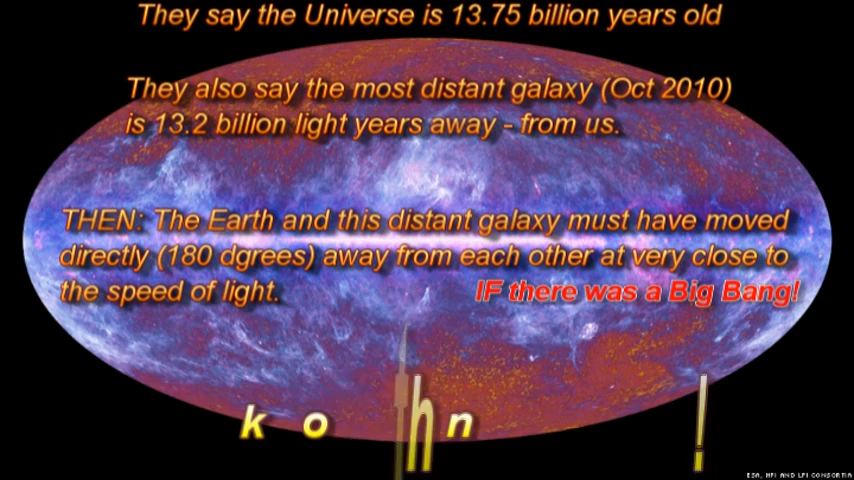 They say the Universe is 13.75 billion years old
They also say the most distant galaxy (Oct 2010)
is 13.2 billion light years away - from us.
THEN: The Earth and this distant galaxy must have moved
directly (180 dgrees) away from each other at very close to
the speed of light. IF there was a Big Bang!
k o h n !
ESA, HFI AND LFI CONSORTIA